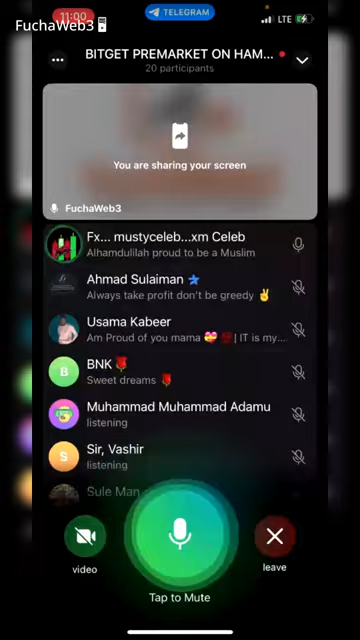 11:00
TELEGRAM
LTE
FuchaWeb3
BITGET PREMARKET ON HAM...
20 participants
You are sharing your screen
FuchaWeb3
Fx... mustyceleb...xm Celeb
Alhamdulilah proud to be a Muslim
Ahmad Sulaiman
Always take profit don't be greedy ✌️
Usama Kabeer
Am Proud of you mama 💝💯| IT is my...
B
BNK🌹
Sweet dreams 🌹
Muhammad Muhammad Adamu
listening
S
Sir, Vashir
listening
Sule Man
video
leave
Tap to Mute